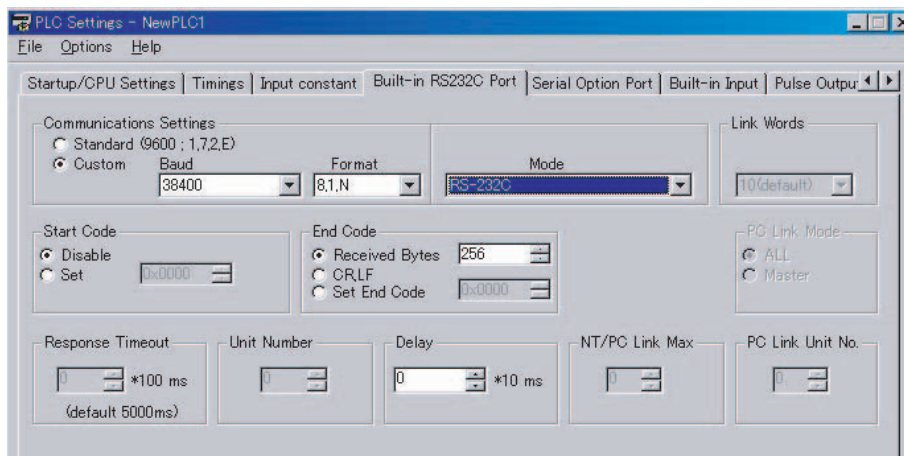 PLC Settings - NewPLC1
File Options Help
Startup/CPU Settings Timings Input constant Built-in RS232C Port Serial Option Port Built-in Input Pulse Outpu
Communications Settings Link Words
Standard (9600 ; 1,7,2,E)
Custom Baud Format Mode
38400 8,1,N RS-232C 10(default)
Start Code End Code PC Link Mode
Disable Received Bytes 256 ALL
Set 0x0000 CR,LF Master
Set End Code 0x0000
Response Timeout Unit Number Delay NT/PC Link Max PC Link Unit No.
0 *100 ms 0 0 *10 ms 0 0
(default 5000ms)